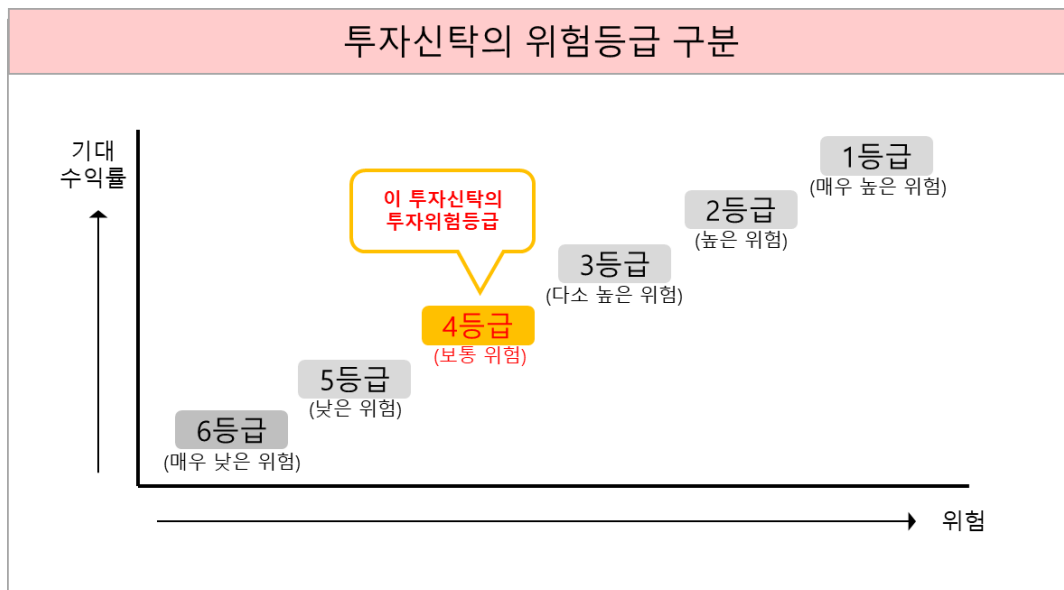 투자신탁의 위험등급 구분
기대
수익률
1등급
(매우 높은 위험)
2등급
(높은 위험)
이 투자신탁의
투자위험등급
3등급
(다소 높은 위험)
4등급
(보통 위험)
5등급
(낮은 위험)
6등급
(매우 낮은 위험)
위험